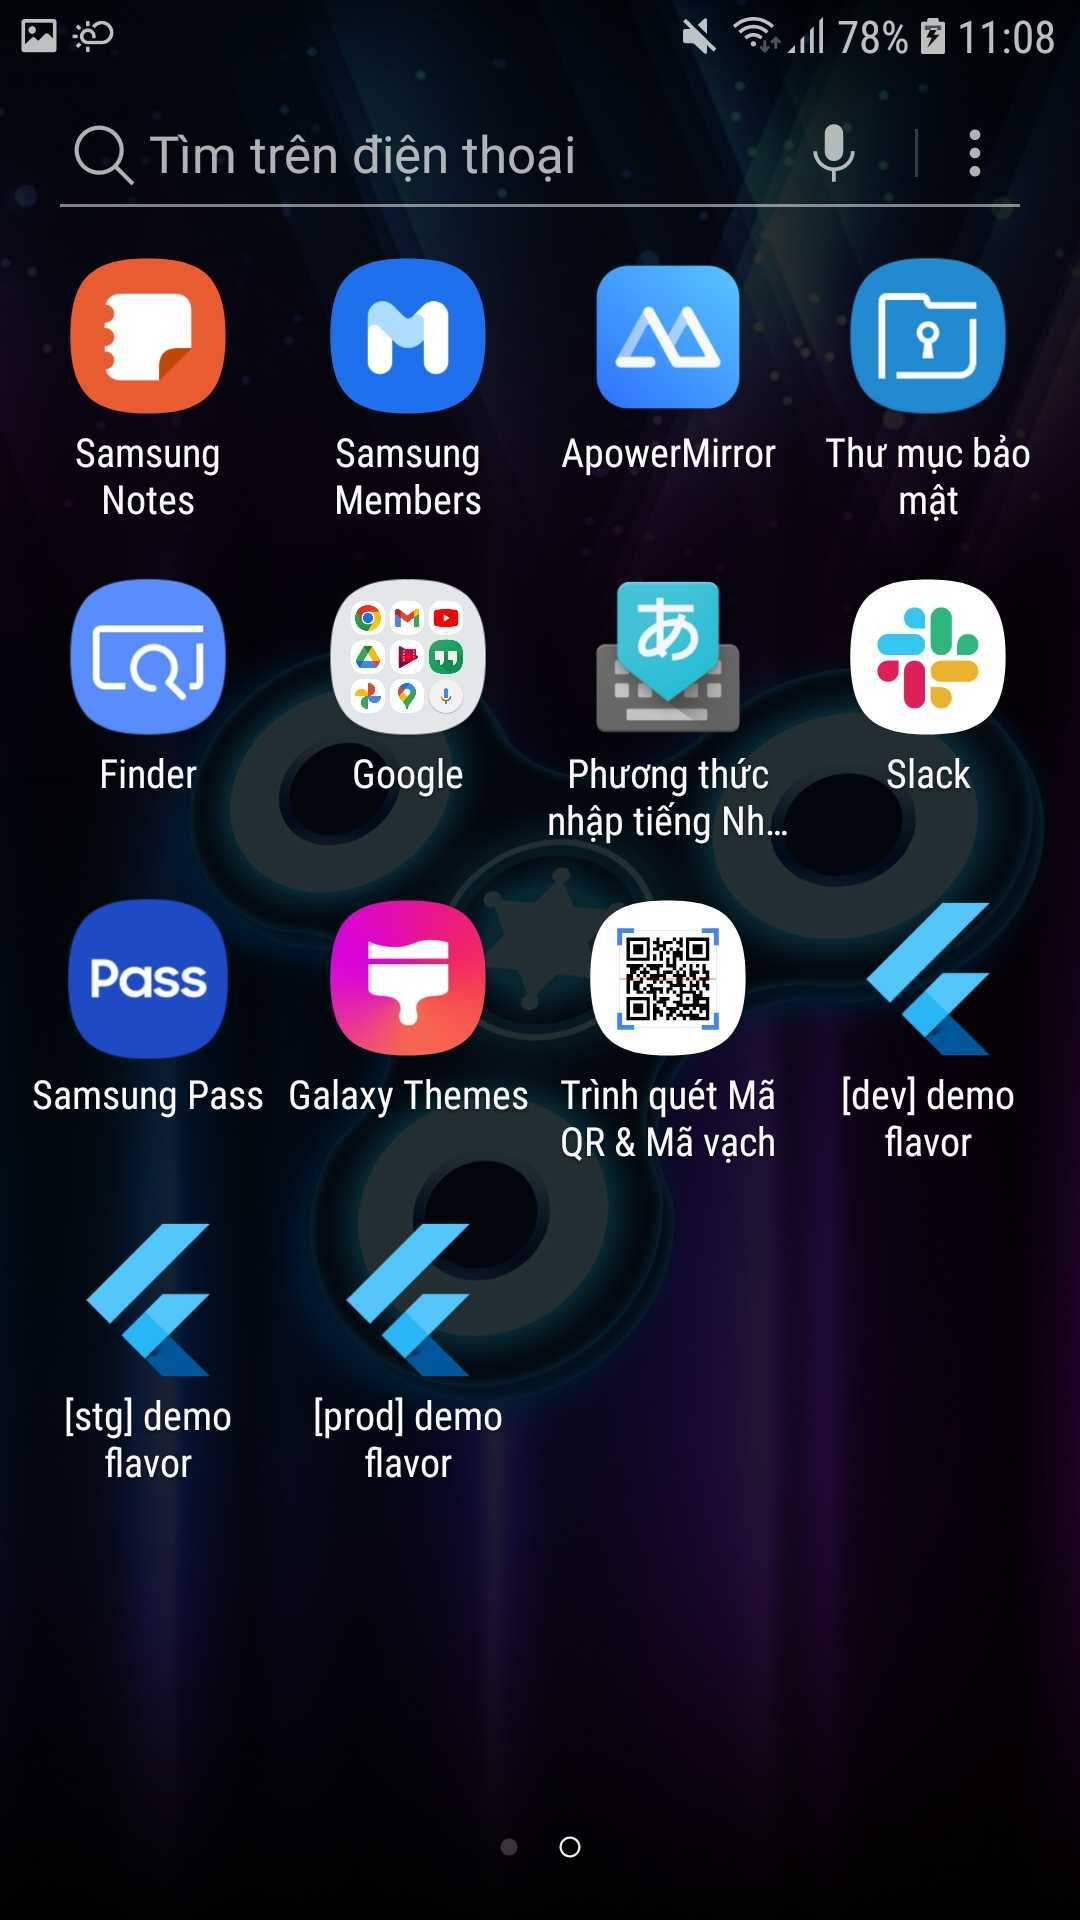 78% 11:08
Tìm trên điện thoại
Samsung
Notes
Samsung
Members
ApowerMirror
Thư mục bảo
mật
Finder
Google
あ
Phương thức
nhập tiếng Nh...
Slack
Pass
Samsung Pass
Galaxy Themes
Trình quét Mã
QR & Mã vạch
[dev] demo
flavor
[stg] demo
flavor
[prod] demo
flavor